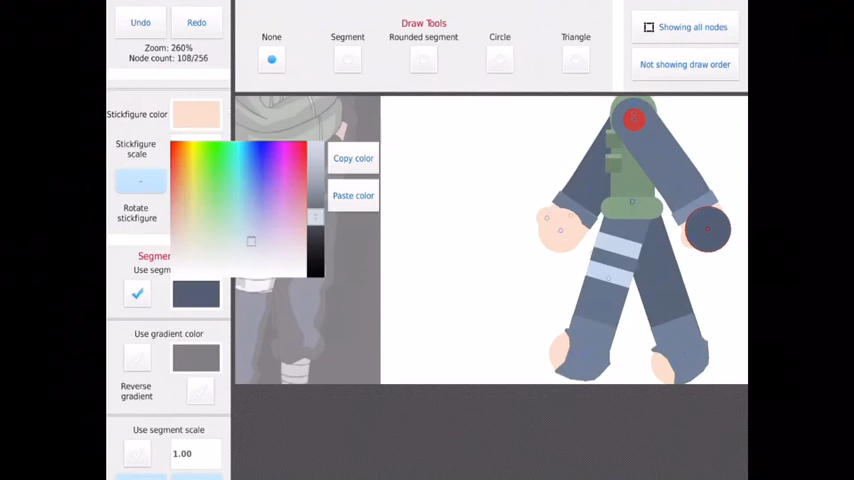 Undo
Redo
Zoom: 260%
Node count: 108/256
Draw Tools
None
Segment
Rounded segment
Circle
Triangle
Showing all nodes
Not showing draw order
Stickfigure color
Stickfigure
scale
Rotate
stickfigure
Copy color
Paste color
Use gradient color
Reverse
gradient
Use segment scale
1.00